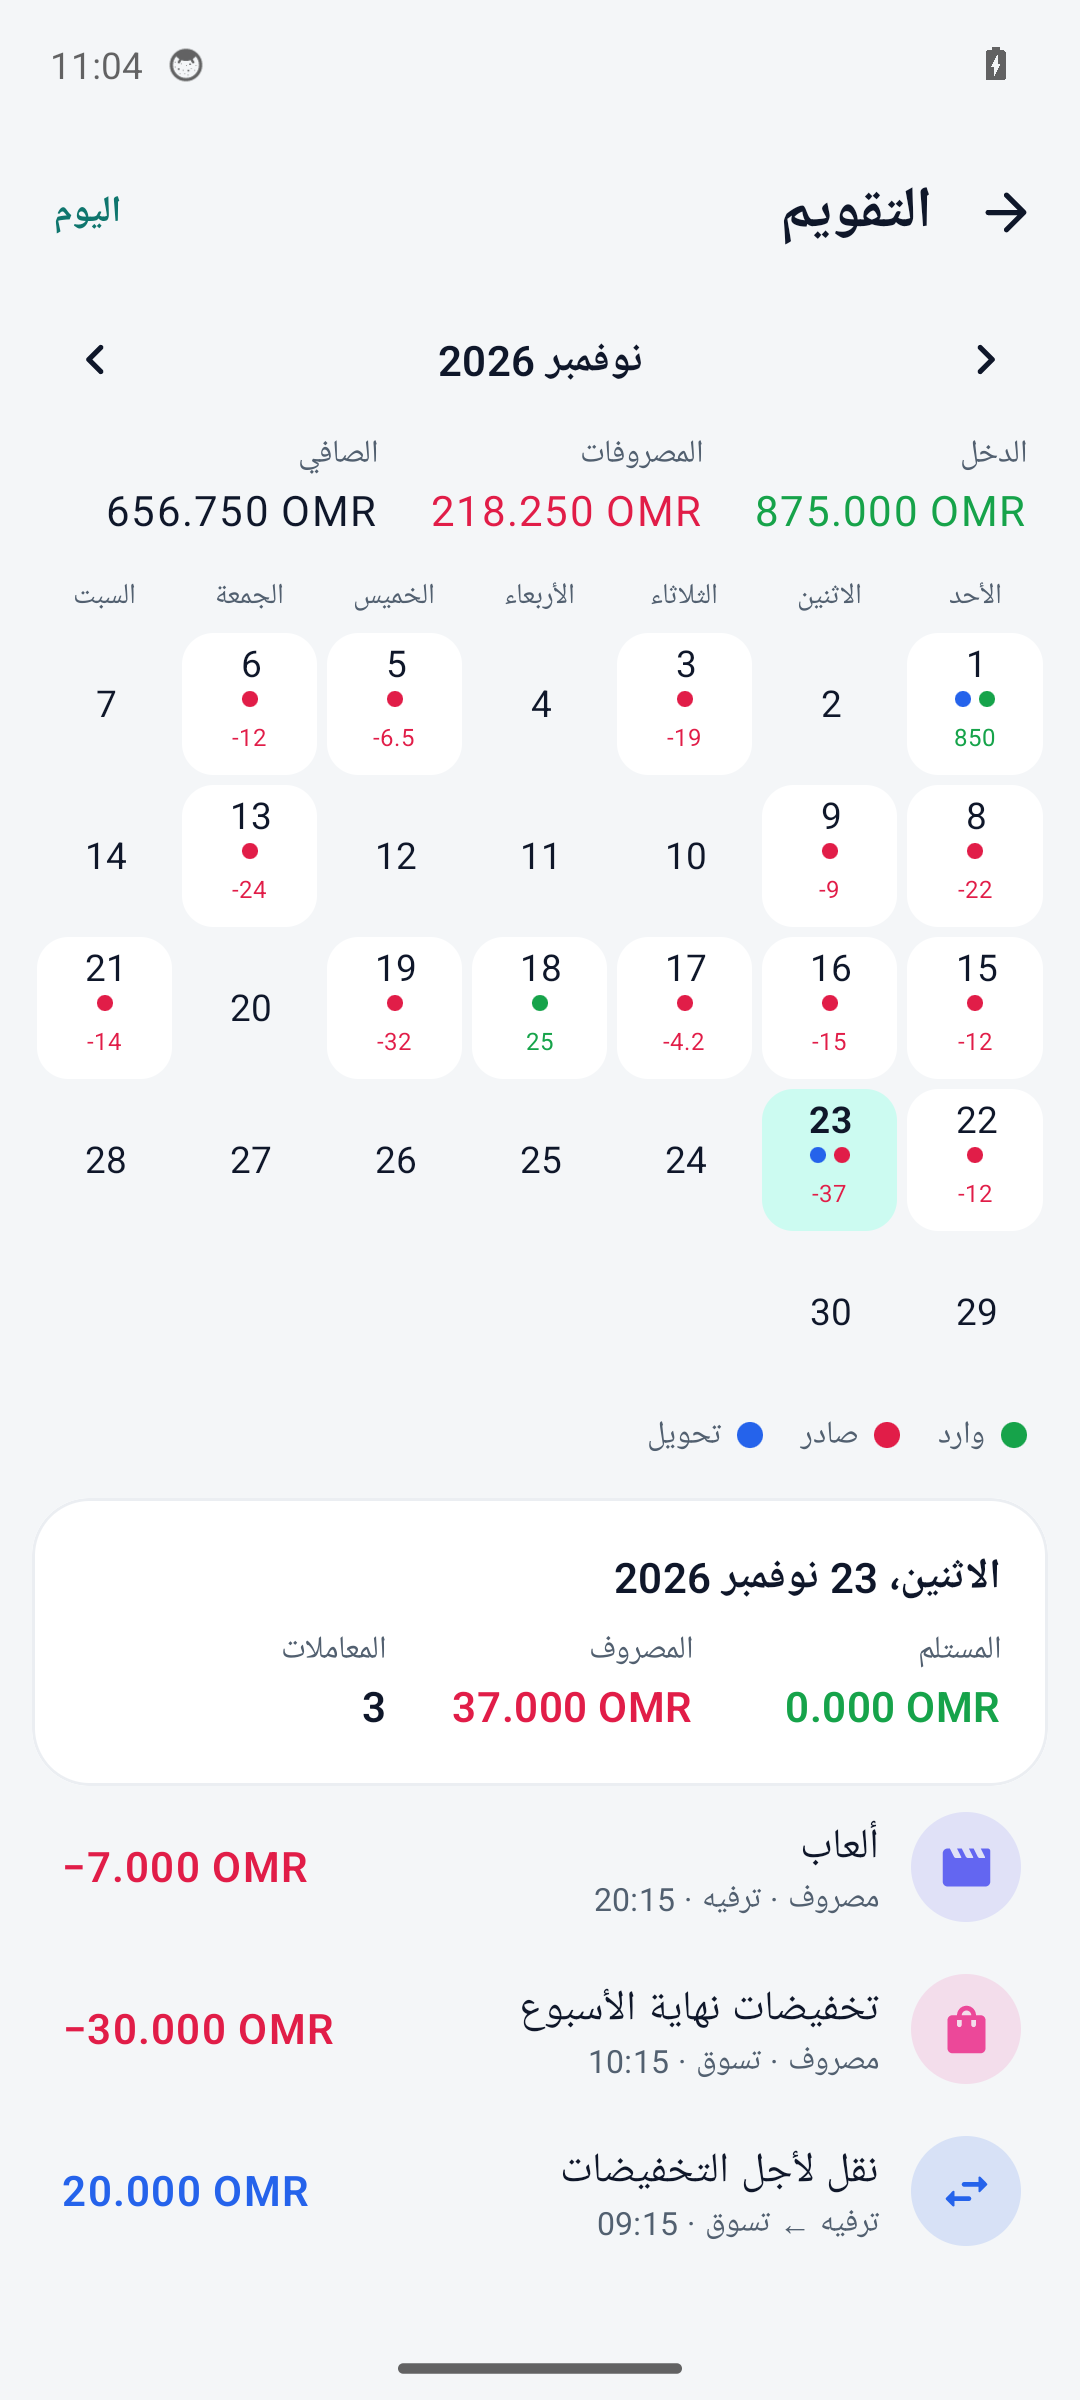 11:04
التقويم
اليوم
نوفمبر 2026
الدخل المصروفات الصافي
875.000 OMR 218.250 OMR 656.750 OMR
الأحد الاثنين الثلاثاء الأربعاء الخميس الجمعة السبت
1 2 3 4 5 6 7
850 -19 -6.5 -12
8 9 10 11 12 13 14
-22 -9 -24
15 16 17 18 19 20 21
-12 -15 -4.2 25 -32 -14
22 23 24 25 26 27 28
-12 -37
29 30
وارد صادر تحويل
الاثنين، 23 نوفمبر 2026
المستلم المصروف المعاملات
0.000 OMR 37.000 OMR 3
ألعاب
مصروف · ترفيه · 20:15
−7.000 OMR
تخفيضات نهاية الأسبوع
مصروف · تسوق · 10:15
−30.000 OMR
نقل لأجل التخفيضات
ترفيه ← تسوق · 09:15
20.000 OMR